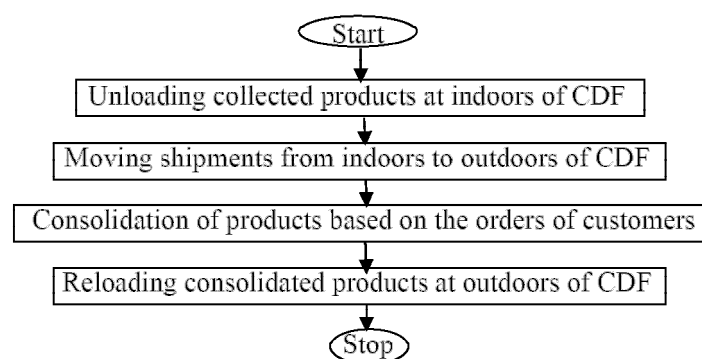 Start
Unloading collected products at indoors of CDF
Moving shipments from indoors to outdoors of CDF
Consolidation of products based on the orders of customers
Reloading consolidated products at outdoors of CDF
Stop